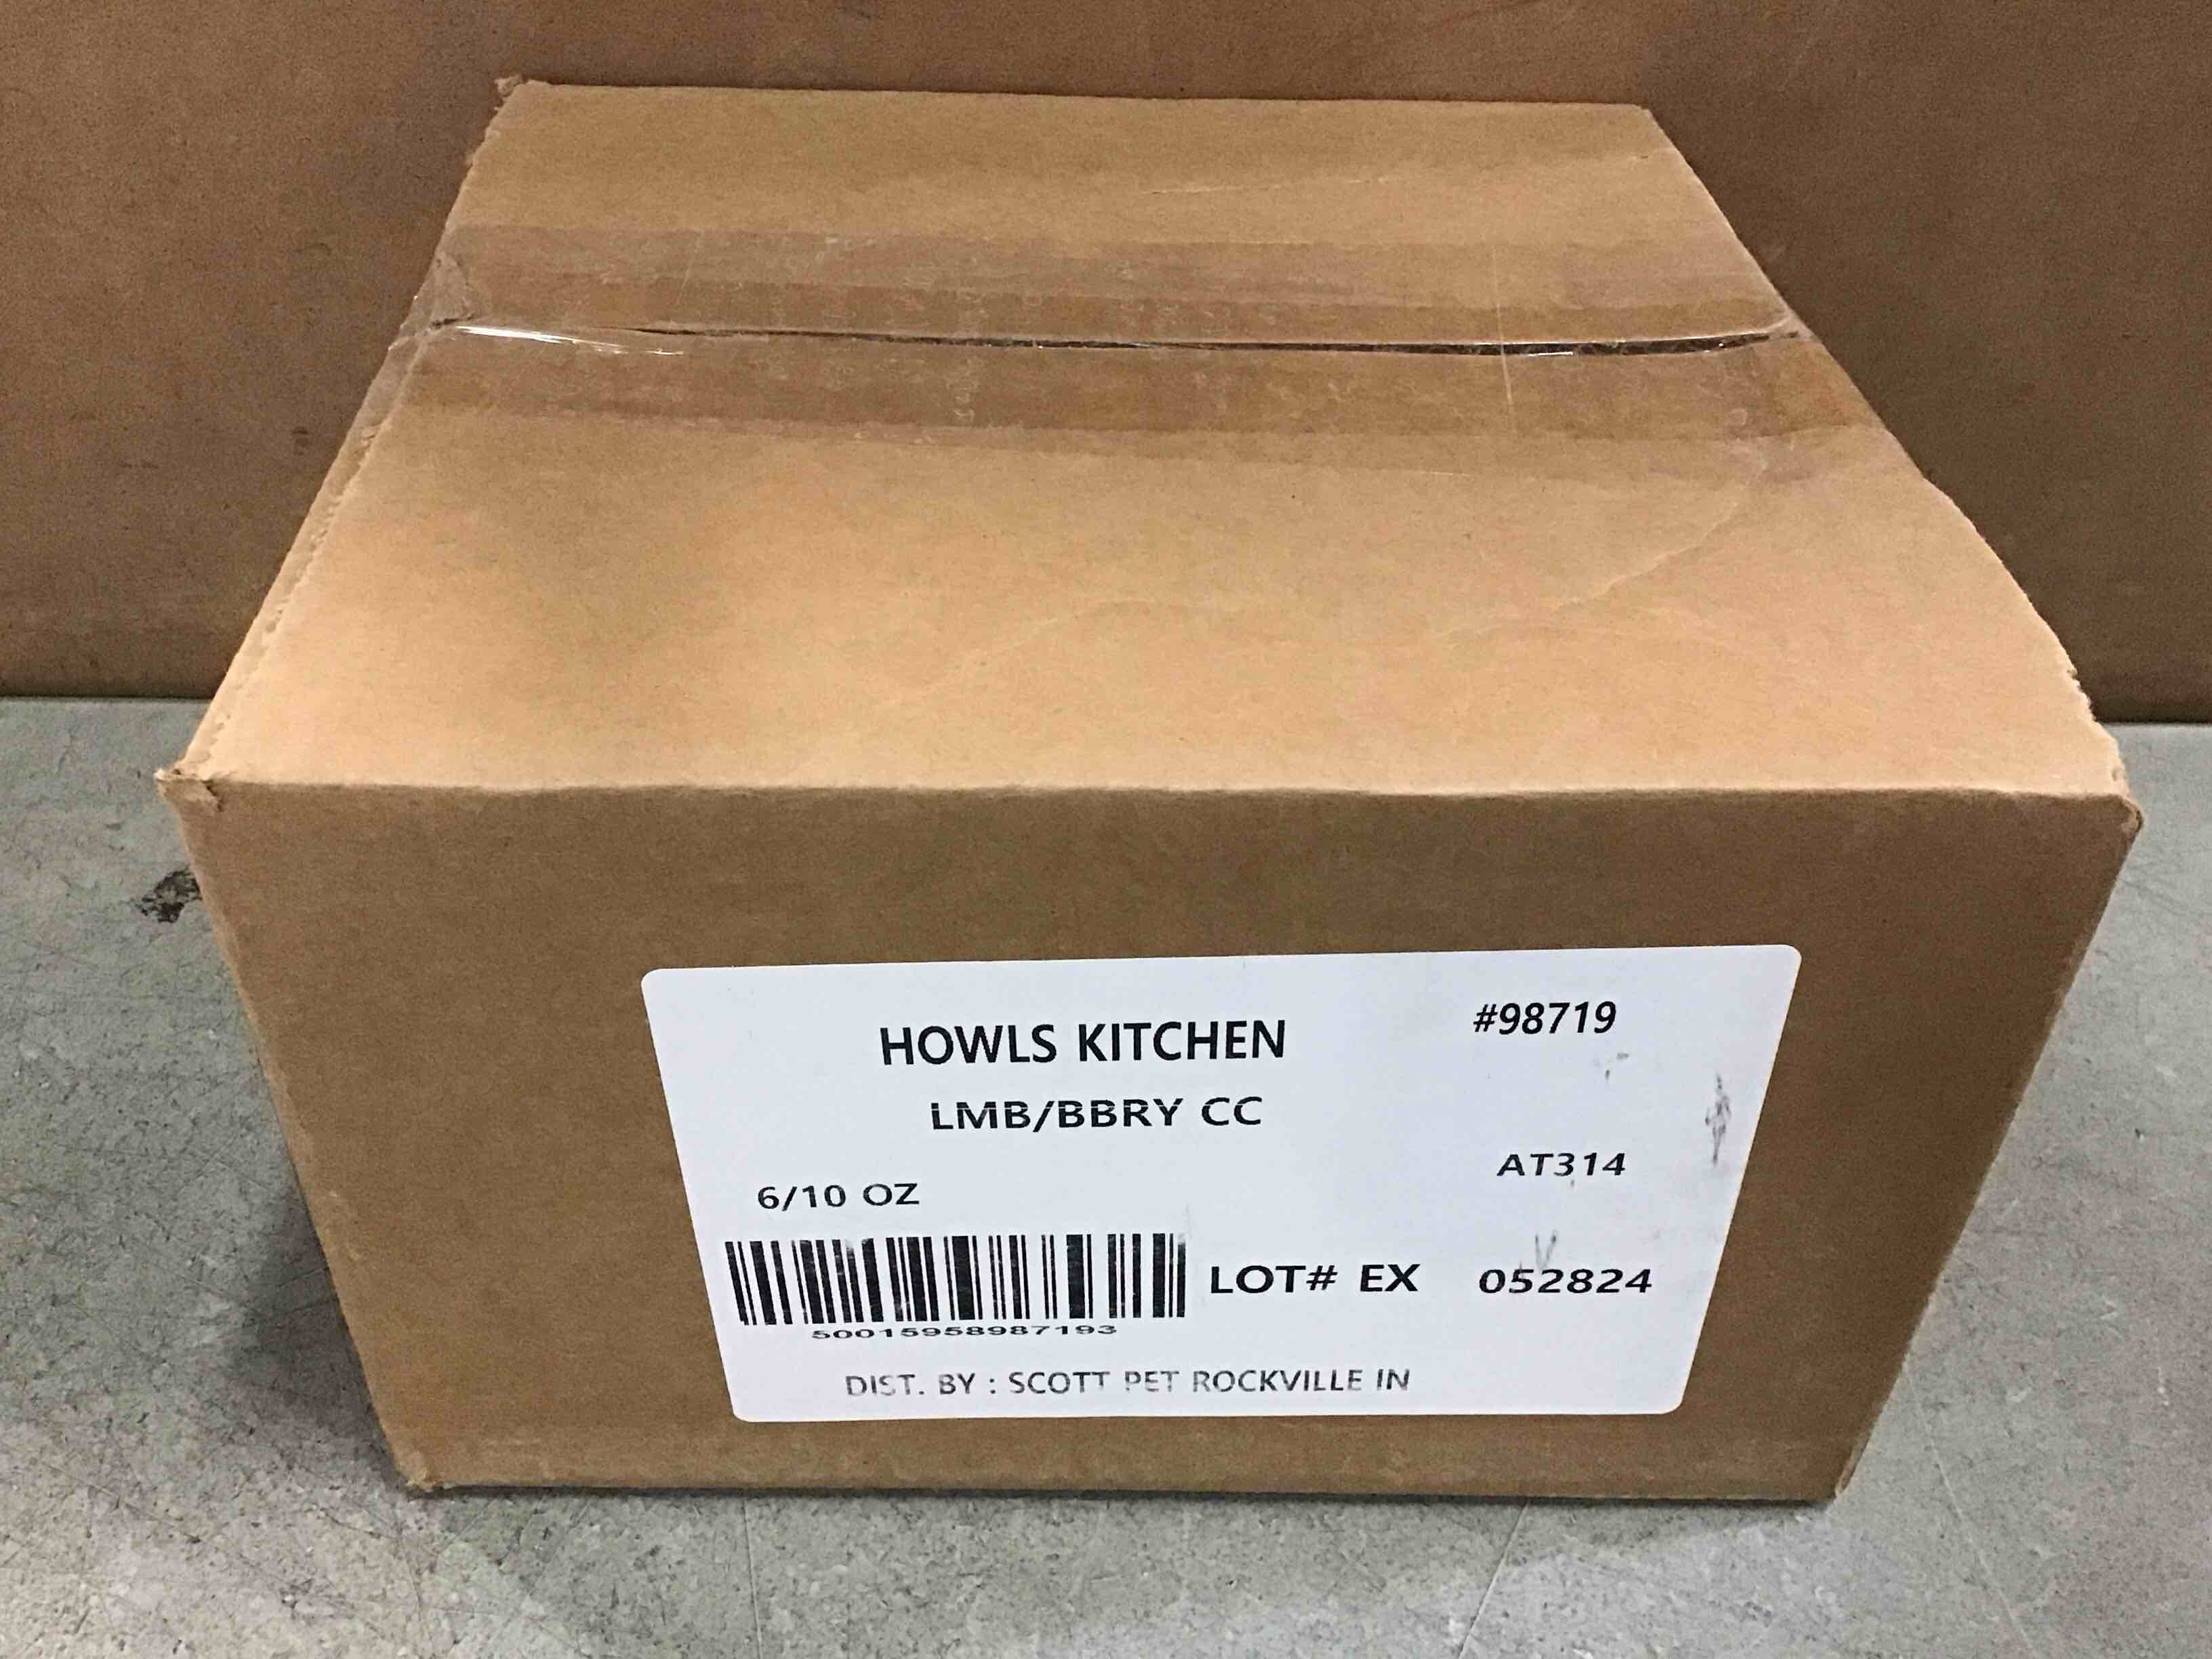 HOWLS KITCHEN
#98719
LMB/BBRY CC
AT314
6/10 OZ
LOT# EX 052824
50015958987193
DIST. BY : SCOTT PET ROCKVILLE IN